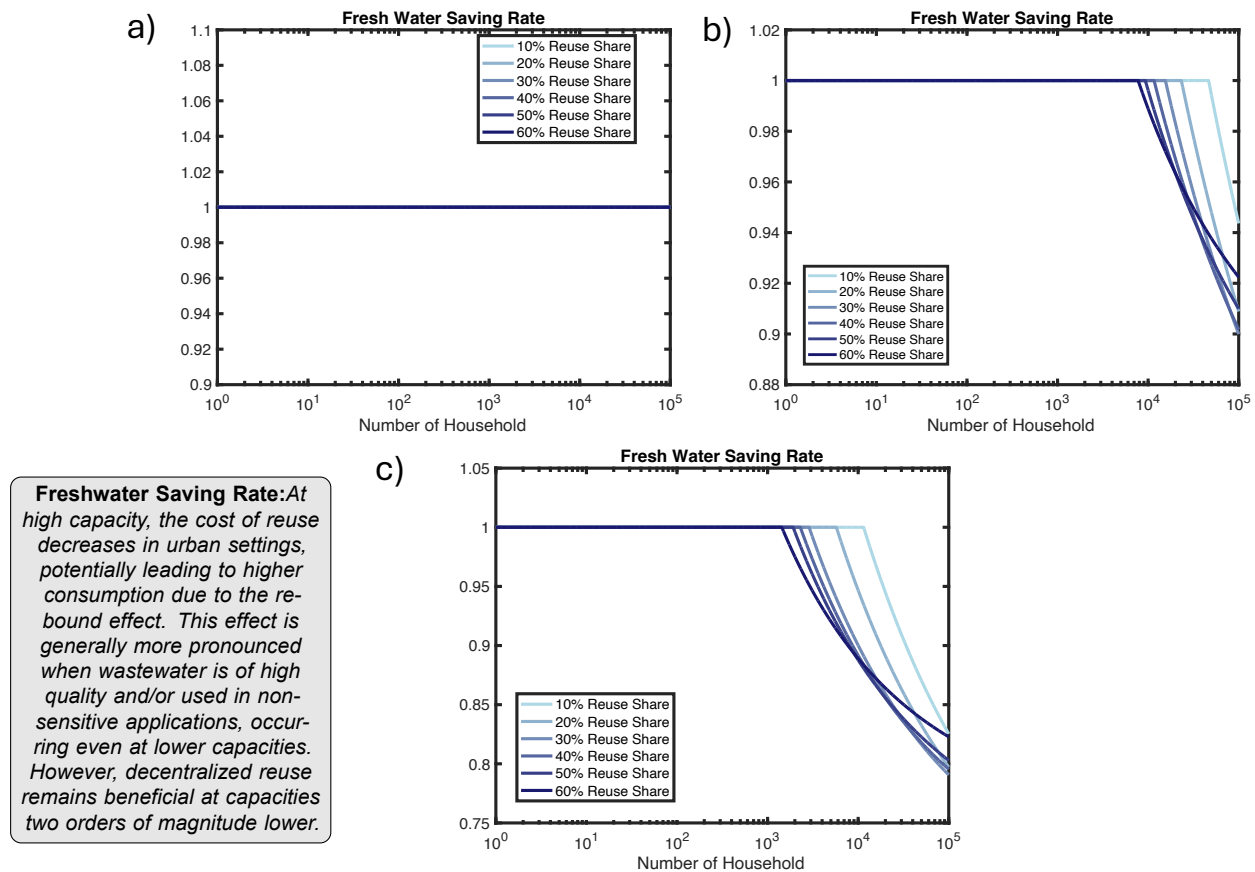 a)
Fresh Water Saving Rate
1.1
1.08
1.06
1.04
1.02
1
0.98
0.96
0.94
0.92
0.9
10% Reuse Share
20% Reuse Share
30% Reuse Share
40% Reuse Share
50% Reuse Share
60% Reuse Share
10^0
10^1
10^2
10^3
10^4
10^5
Number of Household
b)
Fresh Water Saving Rate
1.02
1
0.98
0.96
0.94
0.92
0.9
0.88
10% Reuse Share
20% Reuse Share
30% Reuse Share
40% Reuse Share
50% Reuse Share
60% Reuse Share
10^0
10^1
10^2
10^3
10^4
10^5
Number of Household
Freshwater Saving Rate:At
high capacity, the cost of reuse
decreases in urban settings,
potentially leading to higher
consumption due to the re-
bound effect. This effect is
generally more pronounced
when wastewater is of high
quality and/or used in non-
sensitive applications, occur-
ring even at lower capacities.
However, decentralized reuse
remains beneficial at capacities
two orders of magnitude lower.
c)
Fresh Water Saving Rate
1.05
1
0.95
0.9
0.85
0.8
0.75
10% Reuse Share
20% Reuse Share
30% Reuse Share
40% Reuse Share
50% Reuse Share
60% Reuse Share
10^0
10^1
10^2
10^3
10^4
10^5
Number of Household